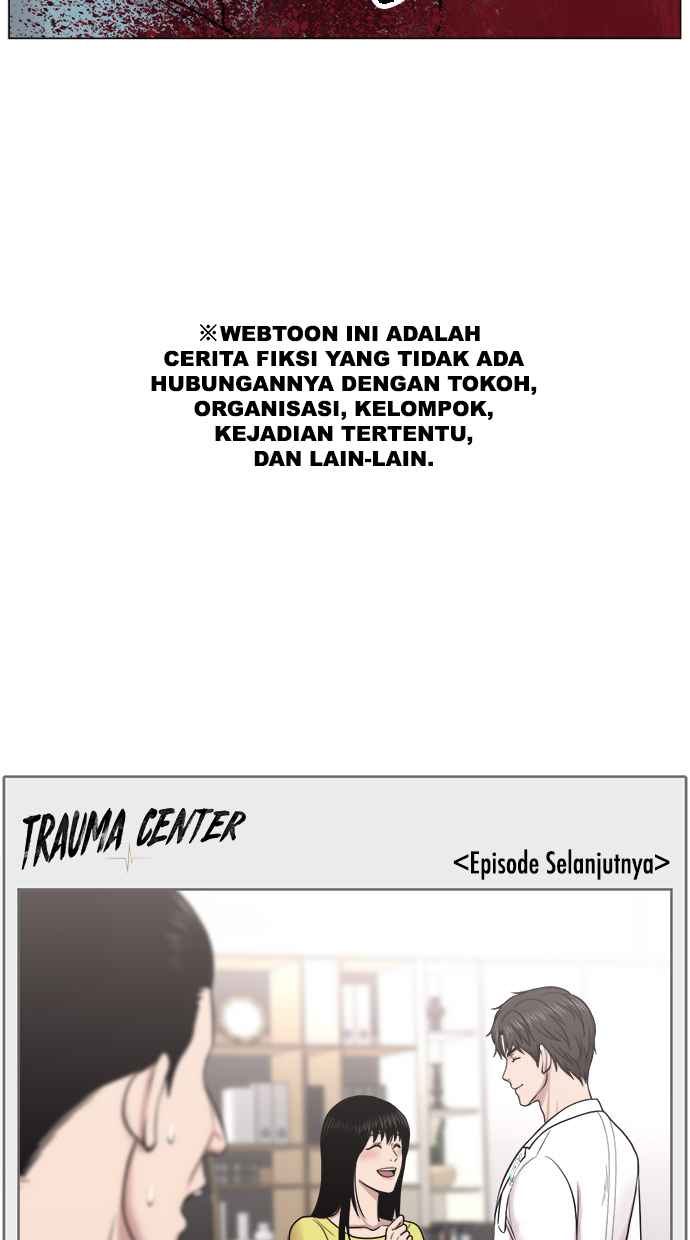 ※WEBTOON INI ADALAH
CERITA FIKSI YANG TIDAK ADA
HUBUNGANNYA DENGAN TOKOH,
ORGANISASI, KELOMPOK,
KEJADIAN TERTENTU,
DAN LAIN-LAIN.
TRAUMA CENTER
<Episode Selanjutnya>